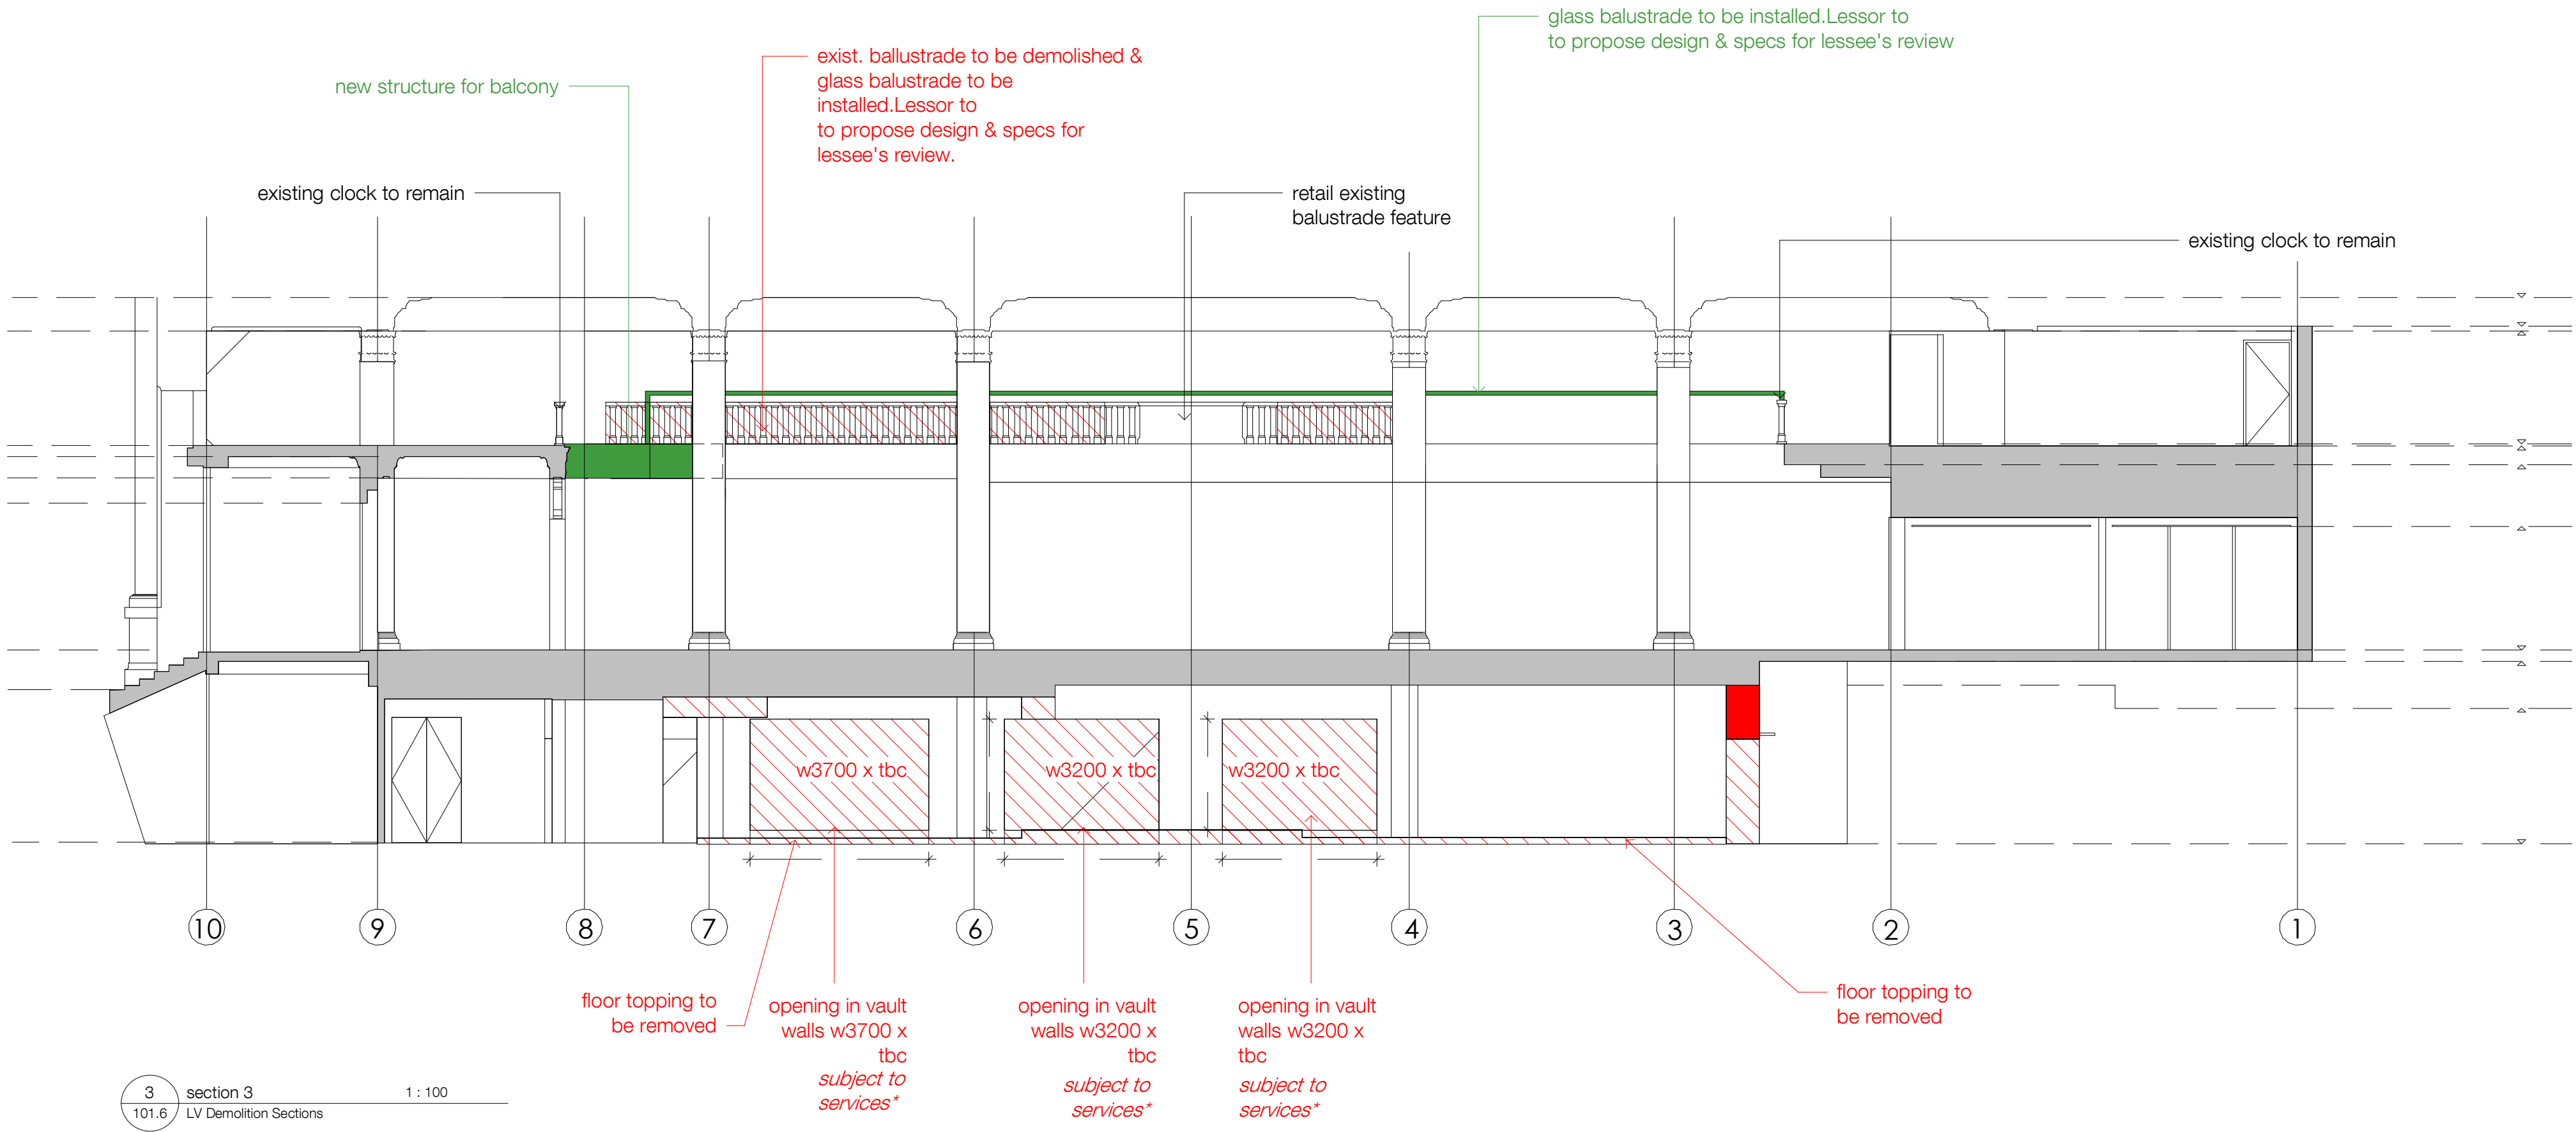 glass balustrade to be installed.Lessor to
to propose design & specs for lessee's review
exist. ballustrade to be demolished &
glass balustrade to be
installed.Lessor to
to propose design & specs for
lessee's review.
new structure for balcony
existing clock to remain
retail existing
balustrade feature
existing clock to remain
w3700 x tbc
w3200 x tbc
w3200 x tbc
10
9
8
7
6
5
4
3
2
1
floor topping to
be removed
opening in vault
walls w3700 x
tbc
subject to
services*
opening in vault
walls w3200 x
tbc
subject to
services*
opening in vault
walls w3200 x
tbc
subject to
services*
floor topping to
be removed
3 section 3 1 : 100
101.6 LV Demolition Sections